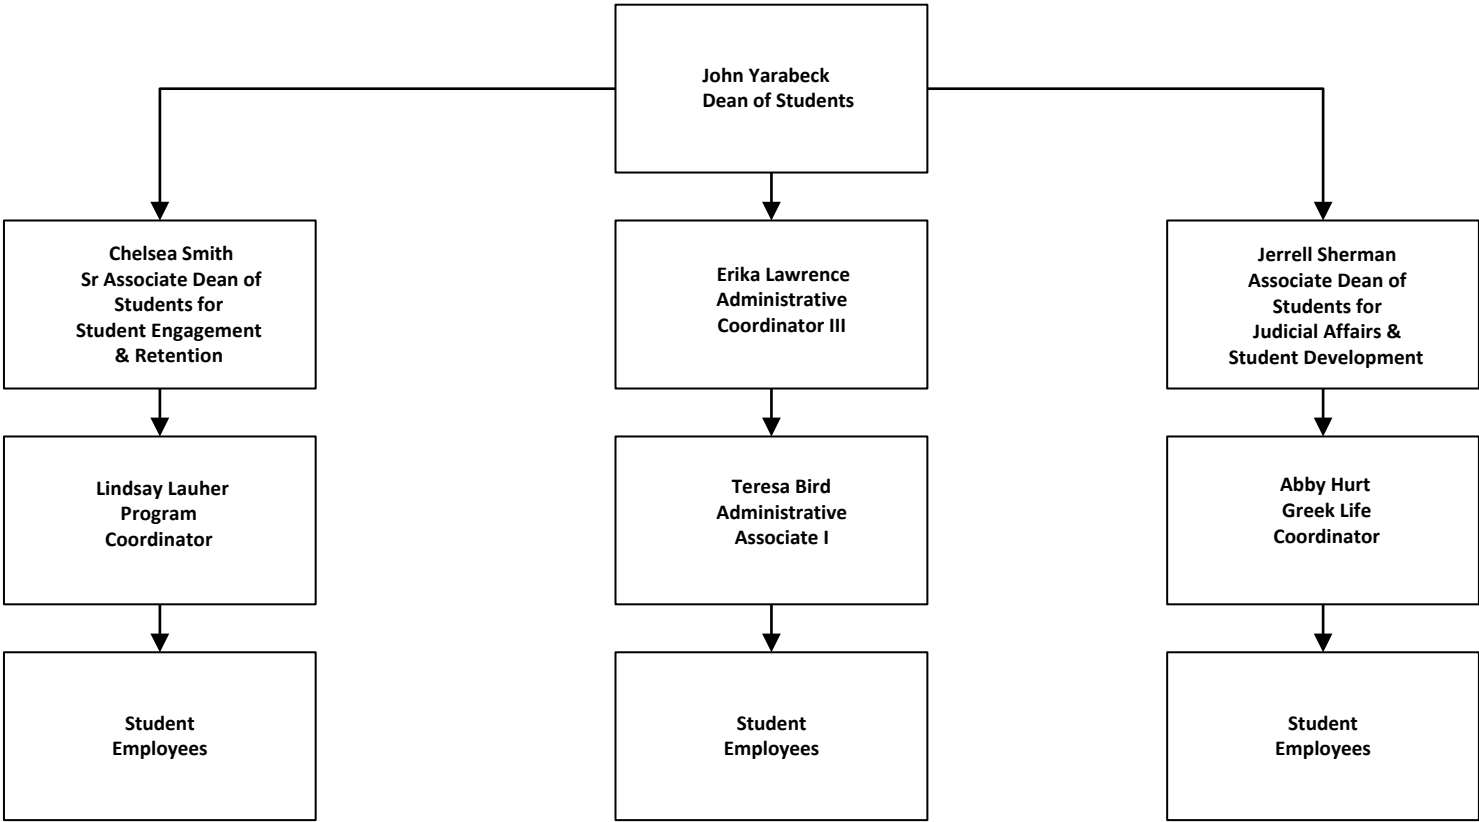 John Yarabeck
Dean of Students
Chelsea Smith
Sr Associate Dean of
Students for
Student Engagement
& Retention
Erika Lawrence
Administrative
Coordinator III
Jerrell Sherman
Associate Dean of
Students for
Judicial Affairs &
Student Development
Lindsay Lauher
Program
Coordinator
Teresa Bird
Administrative
Associate I
Abby Hurt
Greek Life
Coordinator
Student
Employees
Student
Employees
Student
Employees